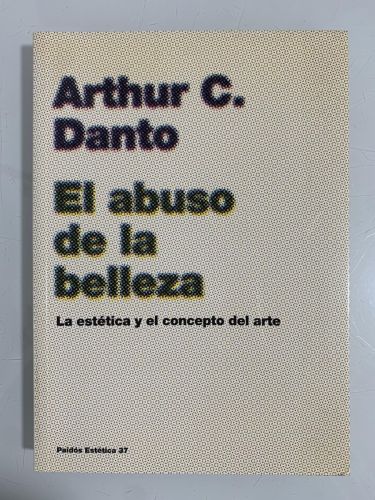 Arthur C.
Danto
El abuso
de la
belleza
La estética y el concepto del arte
Paidós Estética 37